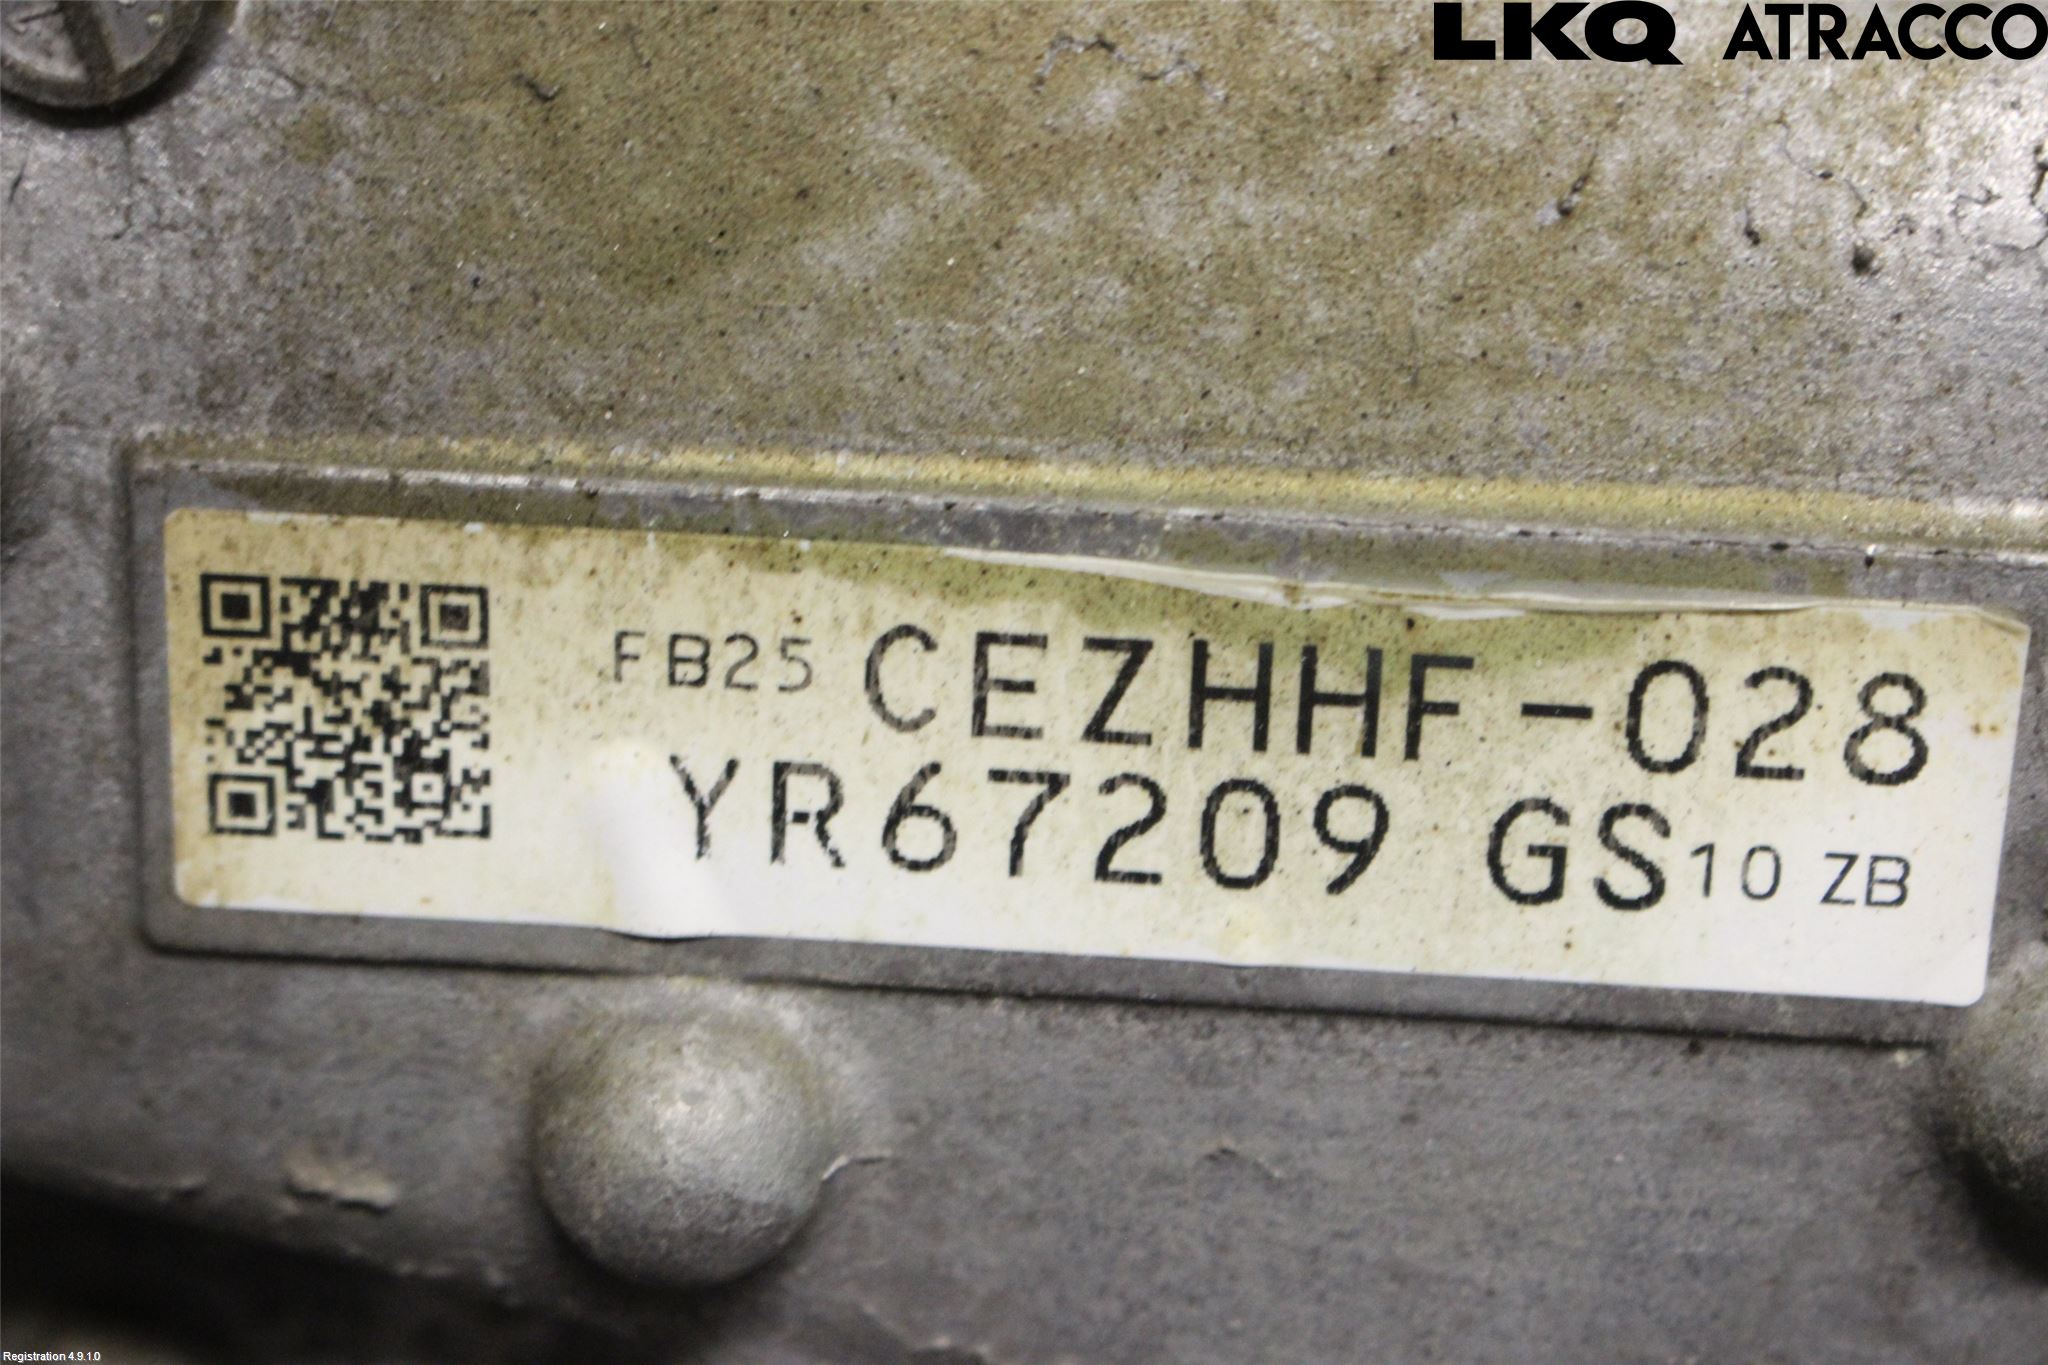 LKQ ATRACCO
FB25 CEZHHF-028
YR67209 GS10 ZB
Registration 4.9.1.0